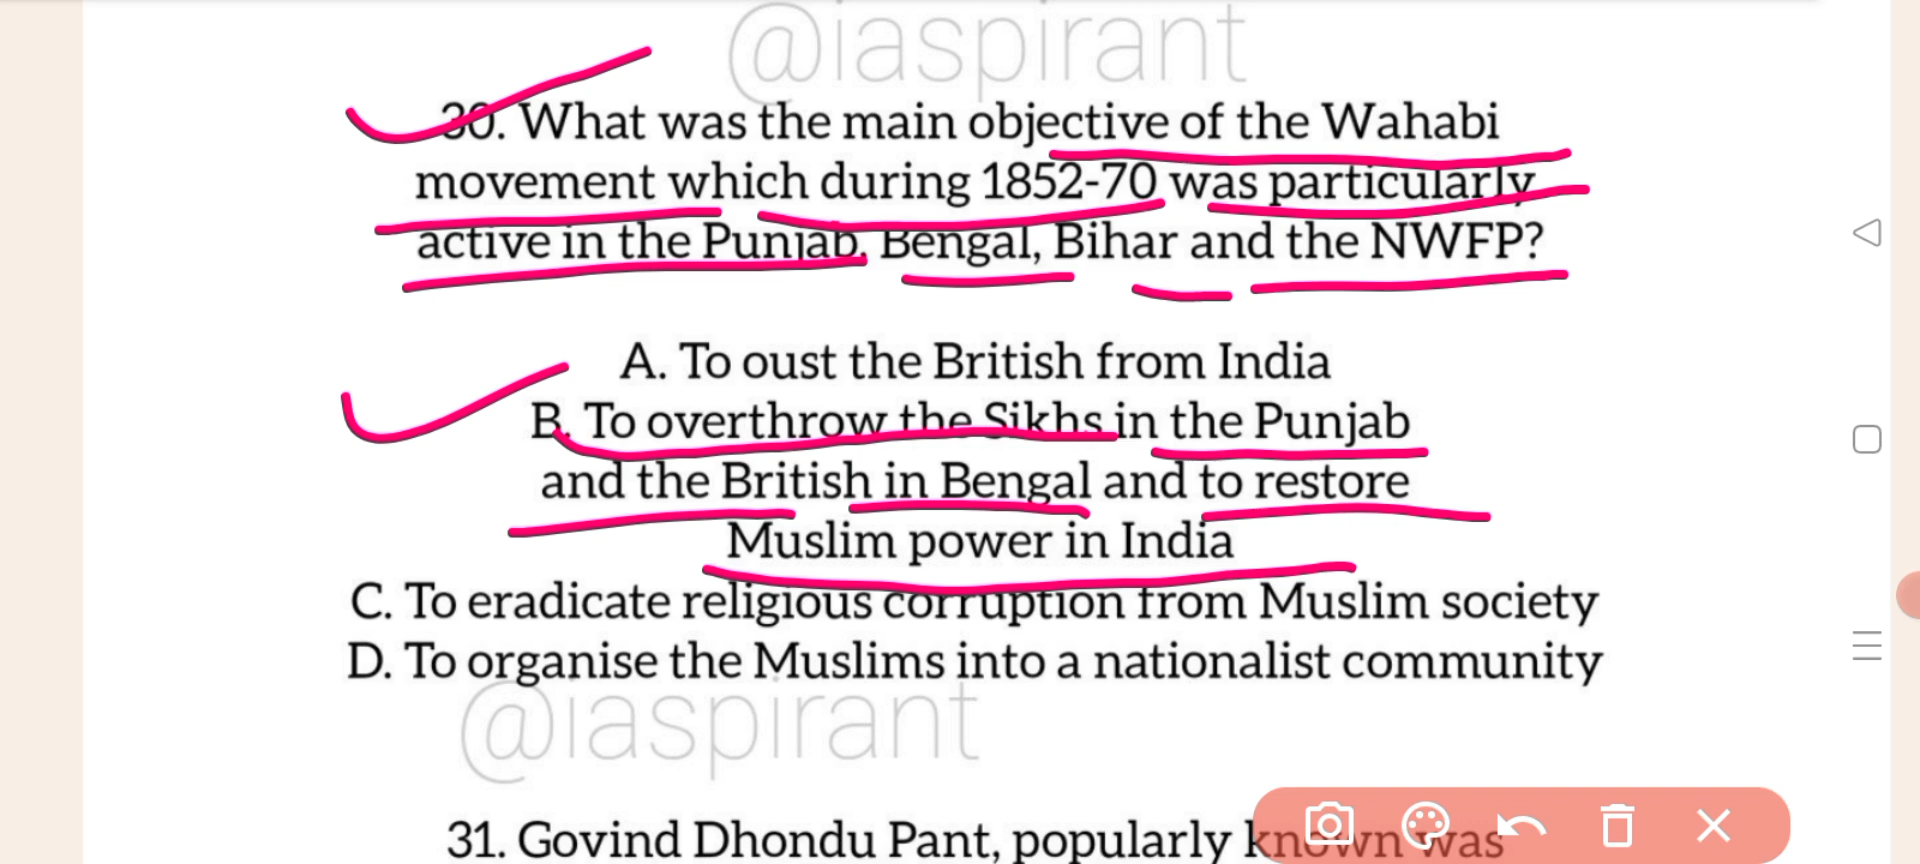 @iaspirant
30. What was the main objective of the Wahabi
movement which during 1852-70 was particularly
active in the Punjab, Bengal, Bihar and the NWFP?
A. To oust the British from India
B. To overthrow the Sikhs in the Punjab
and the British in Bengal and to restore
Muslim power in India
C. To eradicate religious corruption from Muslim society
D. To organise the Muslims into a nationalist community
@iaspirant
31. Govind Dhondu Pant, popularly known was